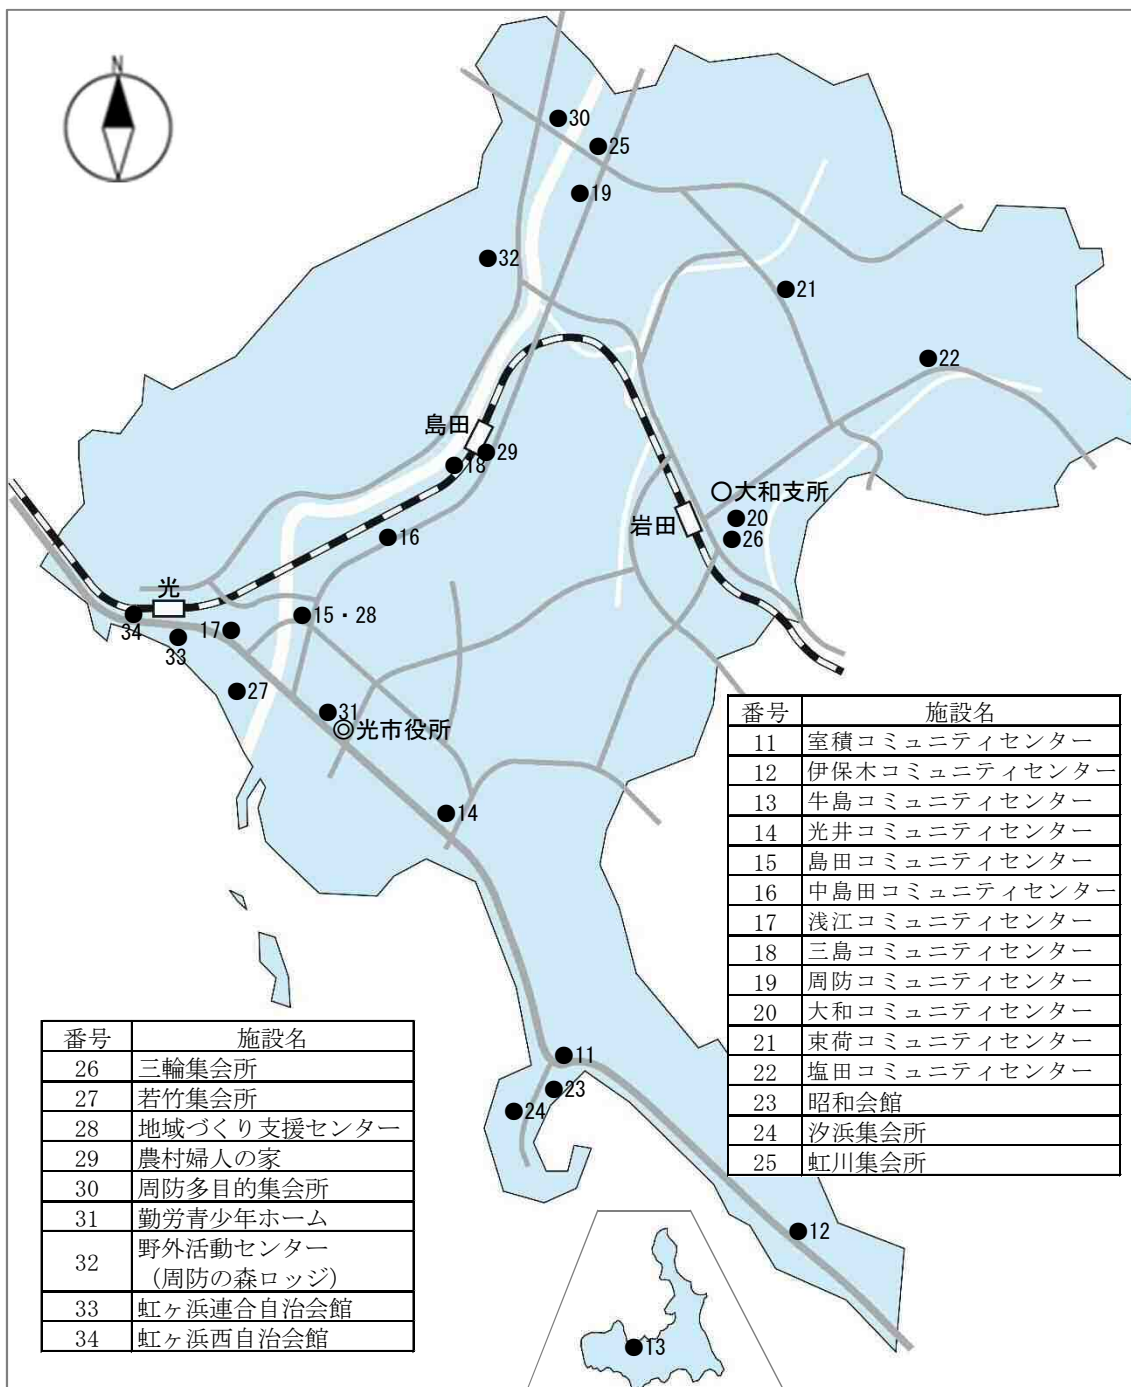 N
30
25
19
32
21
22
島田
29
18
大和支所
20
岩田
26
16
光
34
17
33
15・28
27
31
光市役所
14
11
23
24
12
13
番号 施設名
11 室積コミュニティセンター
12 伊保木コミュニティセンター
13 牛島コミュニティセンター
14 光井コミュニティセンター
15 島田コミュニティセンター
16 中島田コミュニティセンター
17 浅江コミュニティセンター
18 三島コミュニティセンター
19 周防コミュニティセンター
20 大和コミュニティセンター
21 束荷コミュニティセンター
22 塩田コミュニティセンター
23 昭和会館
24 汐浜集会所
25 虹川集会所
番号 施設名
26 三輪集会所
27 若竹集会所
28 地域づくり支援センター
29 農村婦人の家
30 周防多目的集会所
31 勤労青少年ホーム
32 野外活動センター
（周防の森ロッジ）
33 虹ヶ浜連合自治会館
34 虹ヶ浜西自治会館